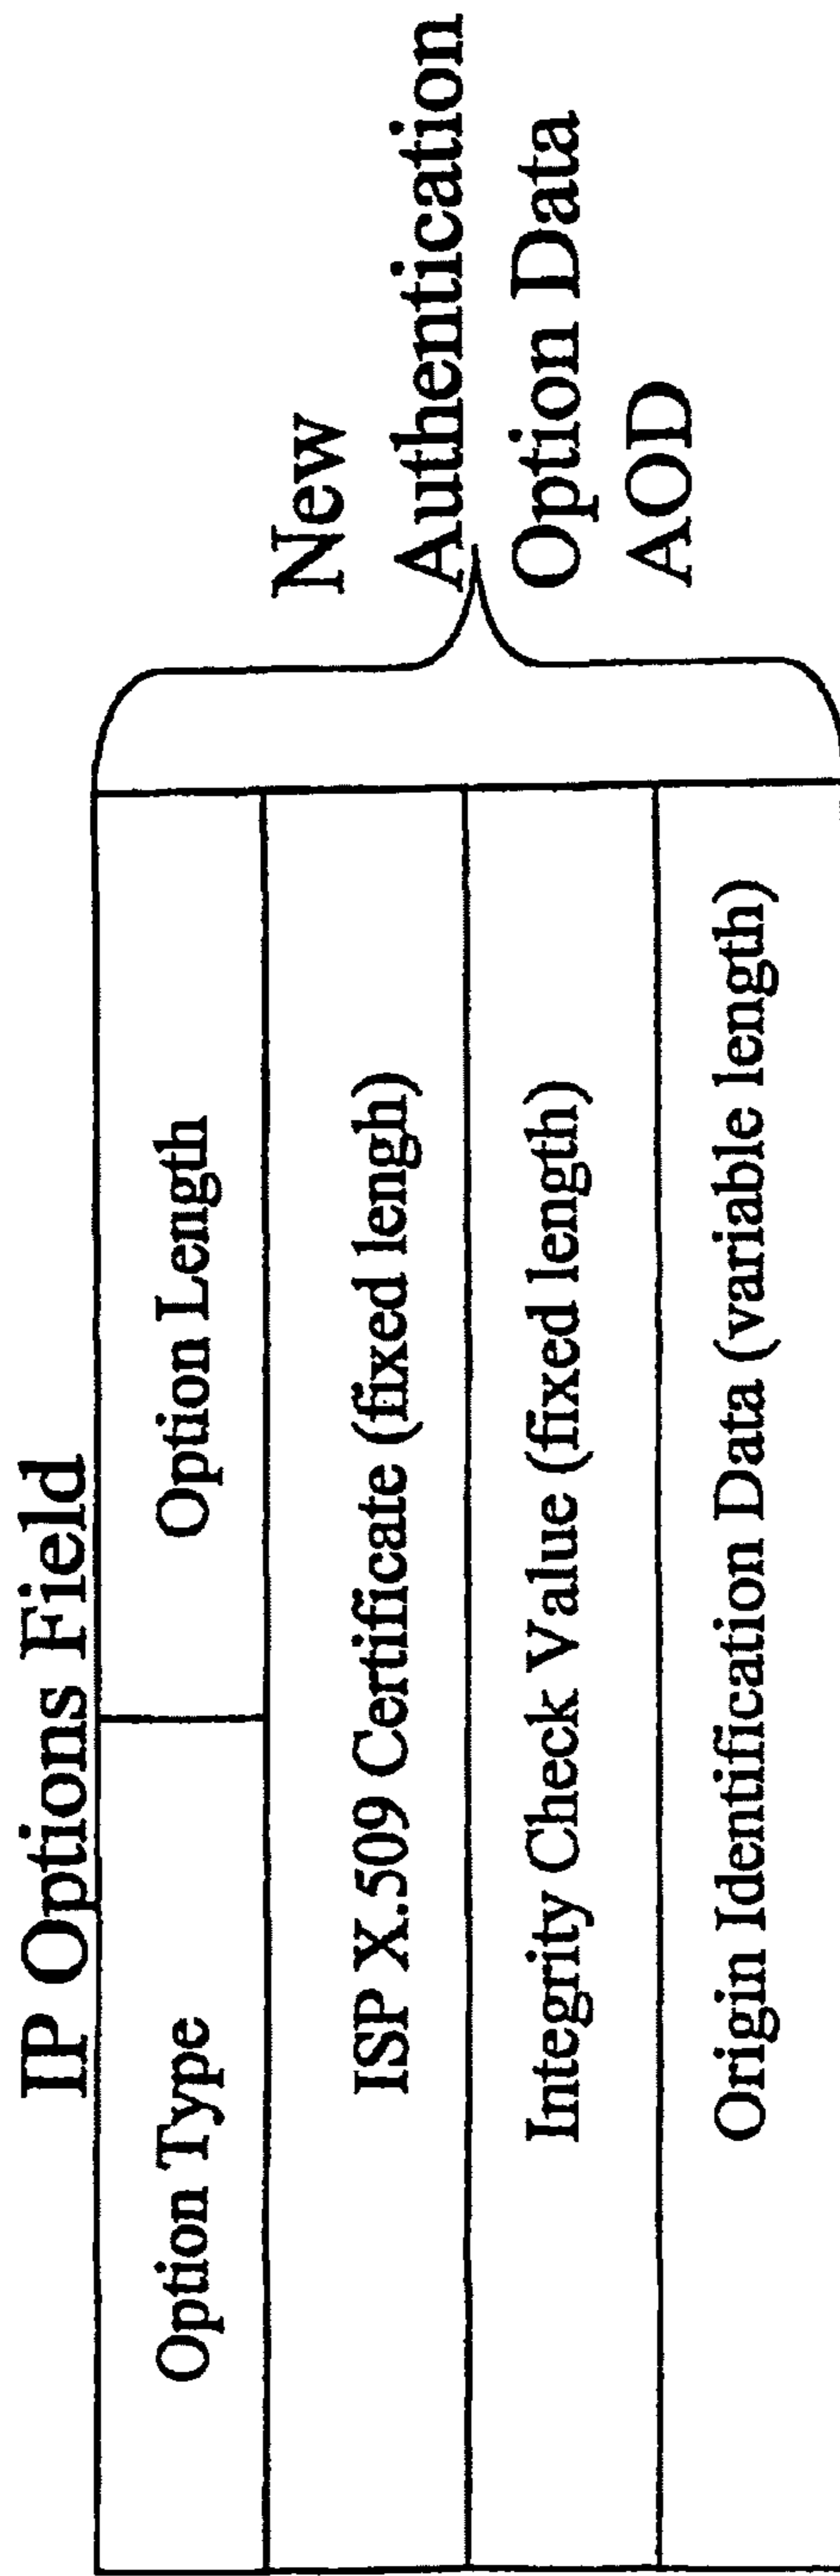 IP Options Field
Option Type
Option Length
ISP X.509 Certificate (fixed lengh)
Integrity Check Value (fixed length)
Origin Identification Data (variable length)
New
Authentication
Option Data
AOD